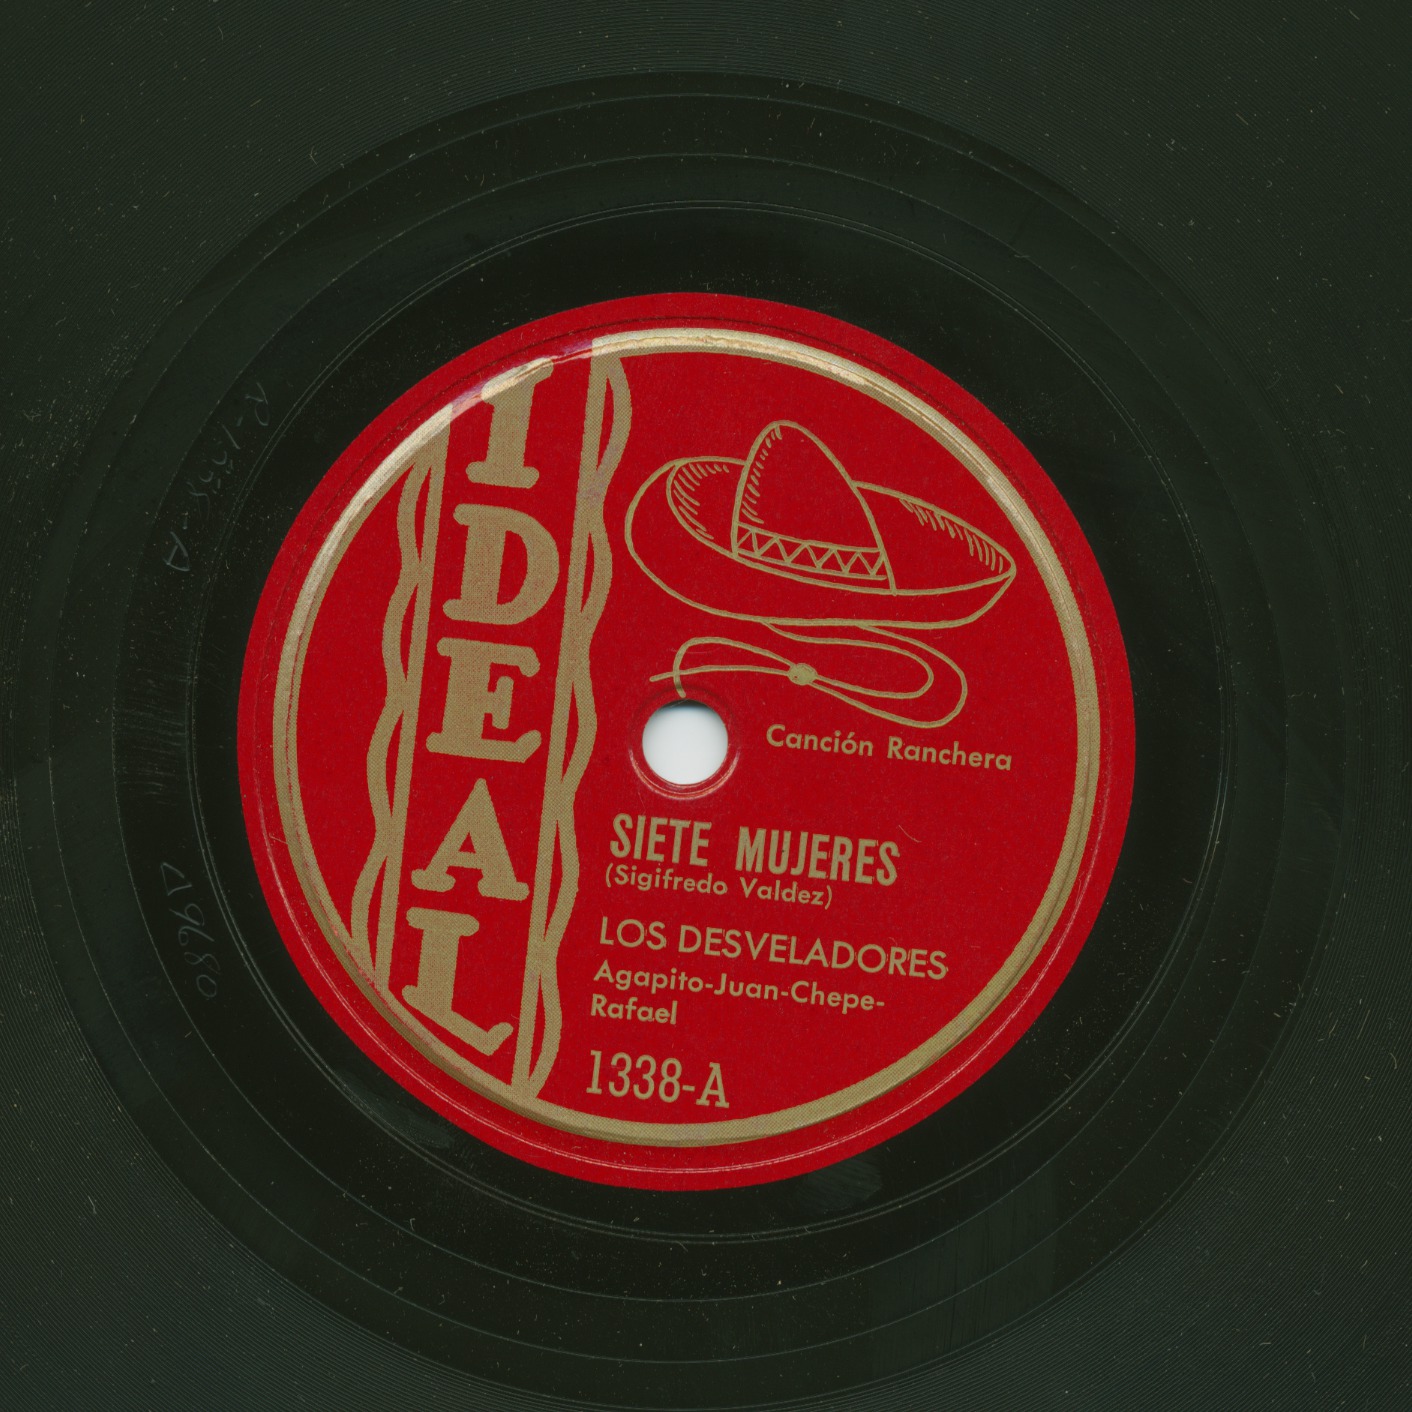 IDEAL
Canción Ranchera
SIETE MUJERES
(Sigifredo Valdez)
LOS DESVELADORES
Agapito-Juan-Chepe-
Rafael
1338-A